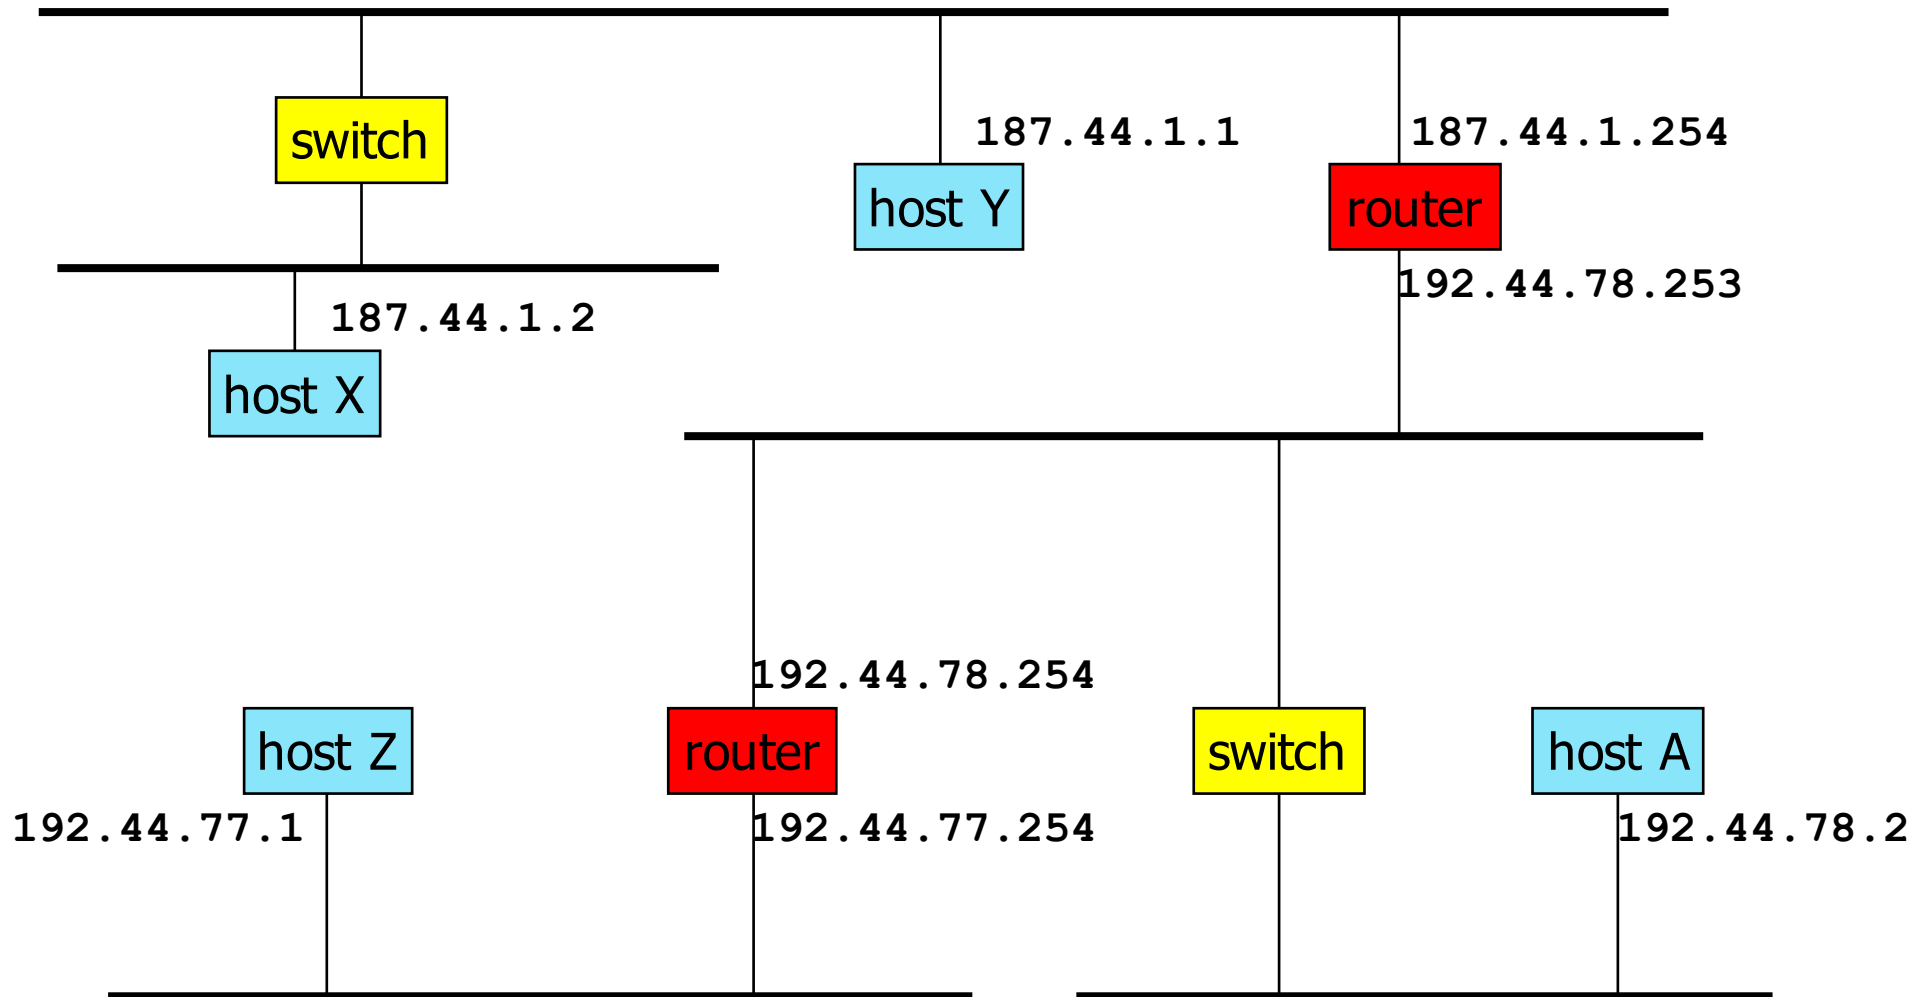 switch
187.44.1.1
187.44.1.254
host Y
router
192.44.78.253
187.44.1.2
host X
192.44.78.254
host Z
router
switch
host A
192.44.77.1
192.44.77.254
192.44.78.2